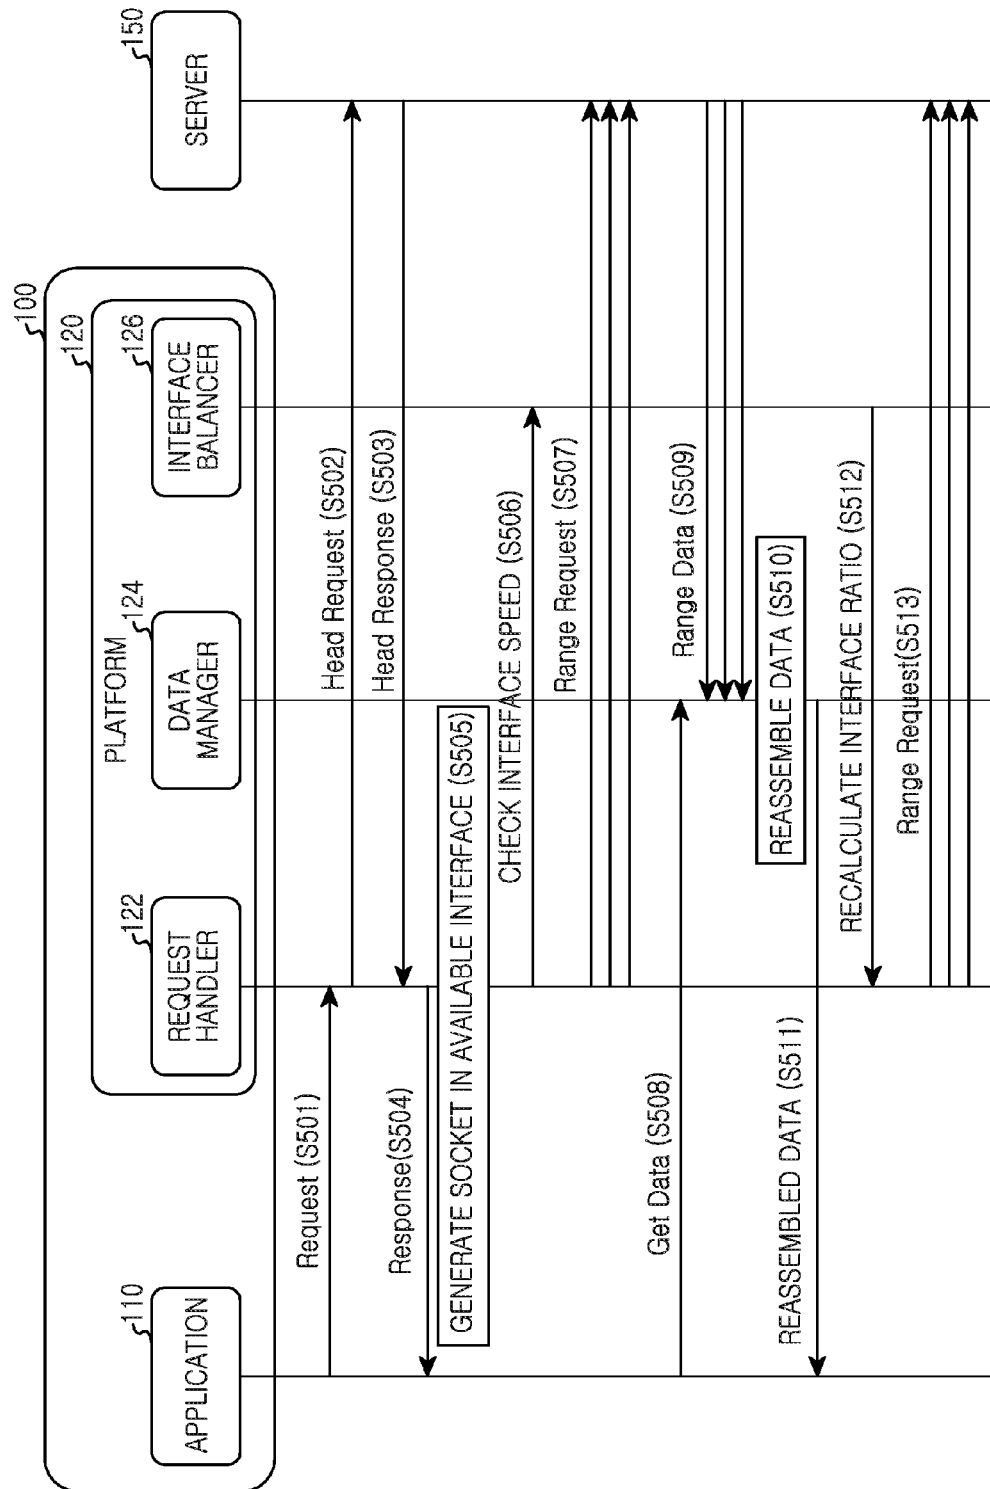 100
120
PLATFORM
110
122
124
126
150
APPLICATION
REQUEST
HANDLER
DATA
MANAGER
INTERFACE
BALANCER
SERVER
Request (S501)
Head Request (S502)
Head Response (S503)
Response(S504)
GENERATE SOCKET IN AVAILABLE INTERFACE (S505)
CHECK INTERFACE SPEED (S506)
Range Request (S507)
Get Data (S508)
Range Data (S509)
REASSEMBLE DATA (S510)
REASSEMBLED DATA (S511)
RECALCULATE INTERFACE RATIO (S512)
Range Request(S513)